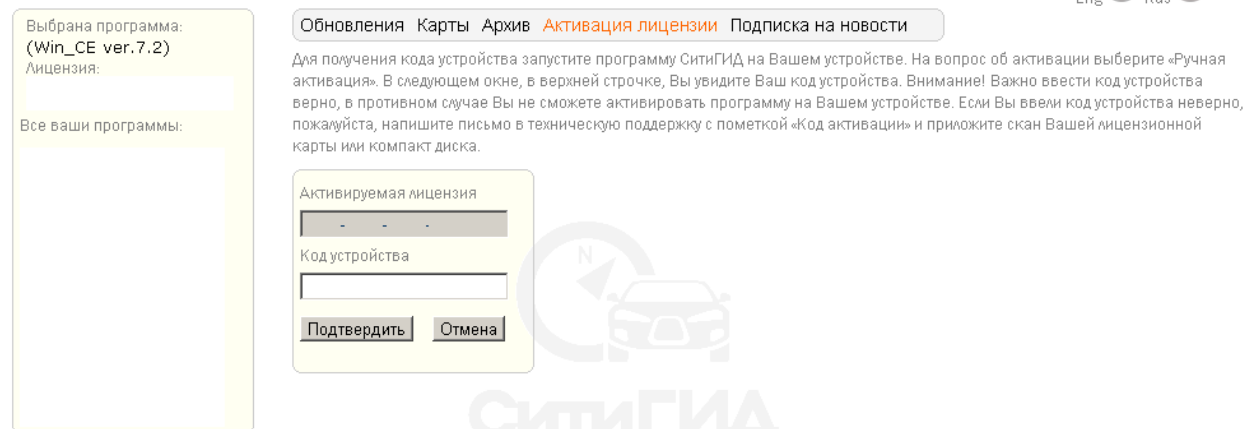 Eng Rus
Выбрана программа:
(Win_CE ver.7.2)
Лицензия:
Все ваши программы:
Обновления Карты Архив Активация лицензии Подписка на новости
Для получения кода устройства запустите программу СитиГИД на Вашем устройстве. На вопрос об активации выберите «Ручная
активация». В следующем окне, в верхней строчке, Вы увидите Ваш код устройства. Внимание! Важно ввести код устройства
верно, в противном случае Вы не сможете активировать программу на Вашем устройстве. Если Вы ввели код устройства неверно,
пожалуйста, напишите письмо в техническую поддержку с пометкой «Код активации» и приложите скан Вашей лицензионной
карты или компакт диска.
Активируемая лицензия
- - -
Код устройства
Подтвердить Отмена
N
СитиГИД